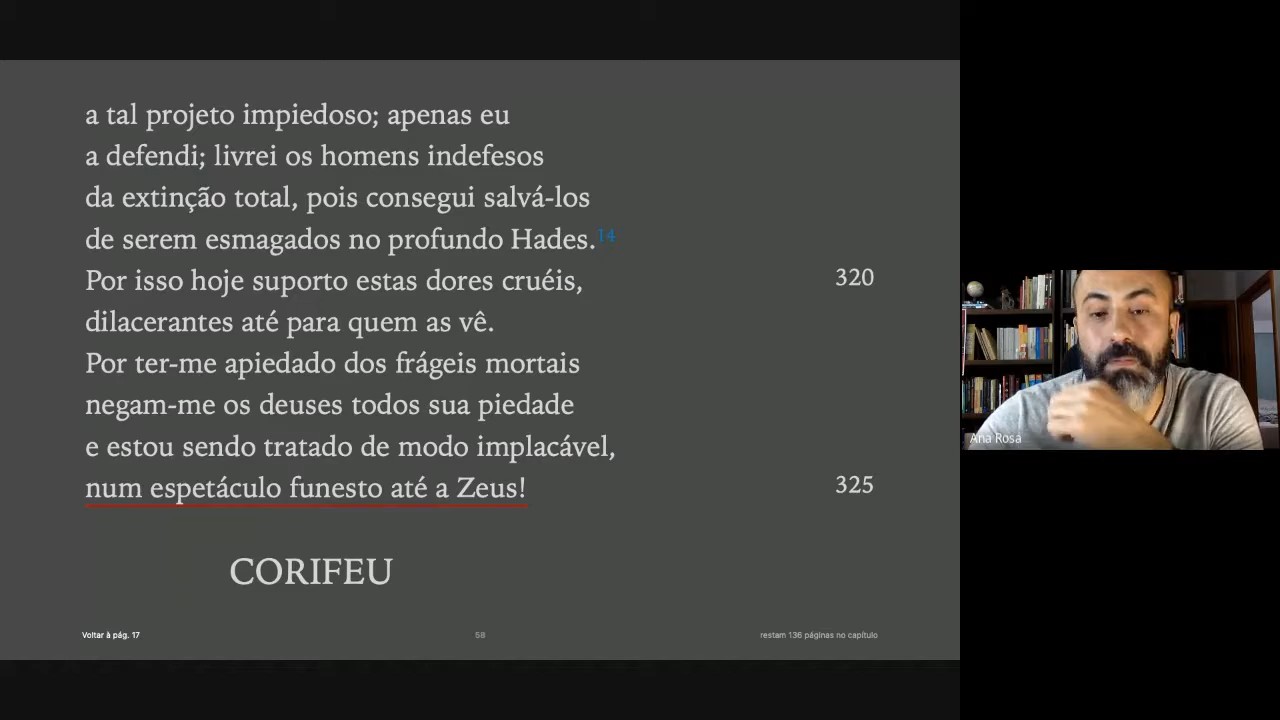 a tal projeto impiedoso; apenas eu
a defendi; livrei os homens indefesos
da extinção total, pois consegui salvá-los
de serem esmagados no profundo Hades.14
Por isso hoje suporto estas dores cruéis, 320
dilacerantes até para quem as vê.
Por ter-me apiedado dos frágeis mortais
negam-me os deuses todos sua piedade
e estou sendo tratado de modo implacável,
num espetáculo funesto até a Zeus! 325
CORIFEU
Voltar à pág. 17 58 restam 136 páginas no capítulo
Ana Rosa